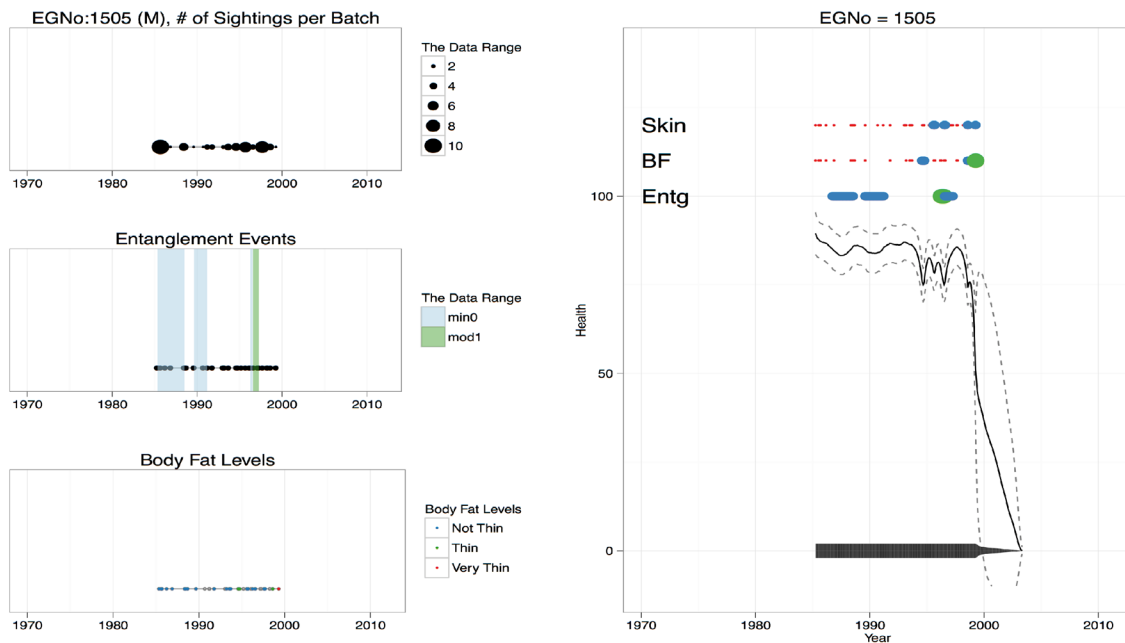 EGNo:1505 (M), # of Sightings per Batch
The Data Range
2
4
6
8
10
1970 1980 1990 2000 2010
Entanglement Events
The Data Range
min0
mod1
1970 1980 1990 2000 2010
Body Fat Levels
Body Fat Levels
Not Thin
Thin
Very Thin
1970 1980 1990 2000 2010
EGNo = 1505
Skin
BF
Entg
100
50
0
Health
1970 1980 1990 2000 2010
Year